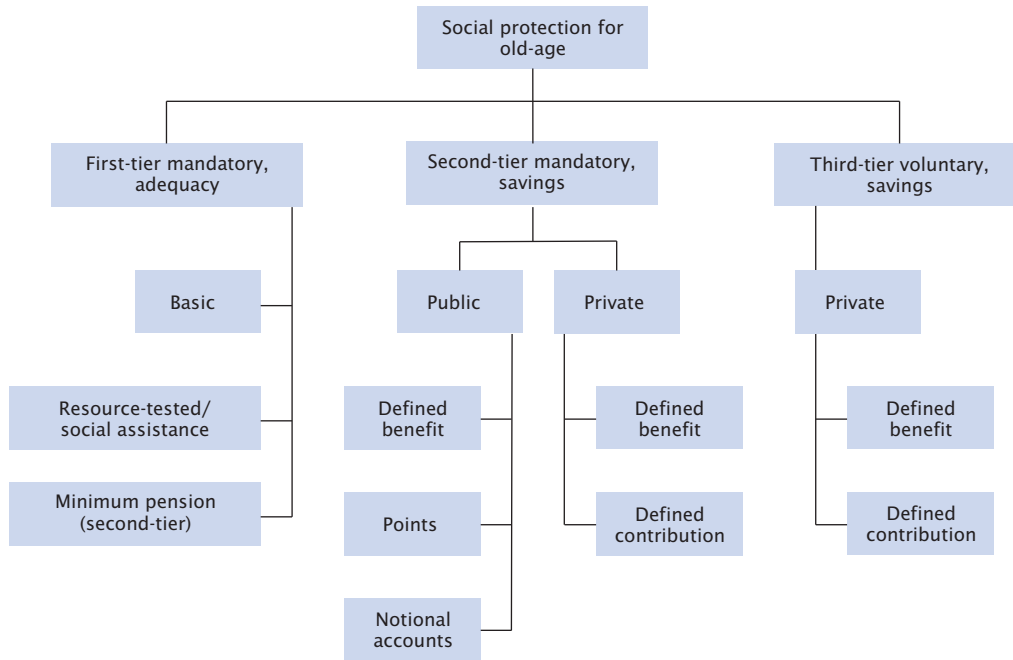 Social protection for
old-age
First-tier mandatory,
adequacy
Second-tier mandatory,
savings
Third-tier voluntary,
savings
Basic
Public
Private
Private
Resource-tested/
social assistance
Defined
benefit
Defined
benefit
Defined
benefit
Minimum pension
(second-tier)
Points
Defined
contribution
Defined
contribution
Notional
accounts